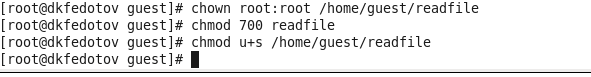 [root@dkfedotov guest]# chown root:root /home/guest/readfile
[root@dkfedotov guest]# chmod 700 readfile
[root@dkfedotov guest]# chmod u+s /home/guest/readfile
[root@dkfedotov guest]#